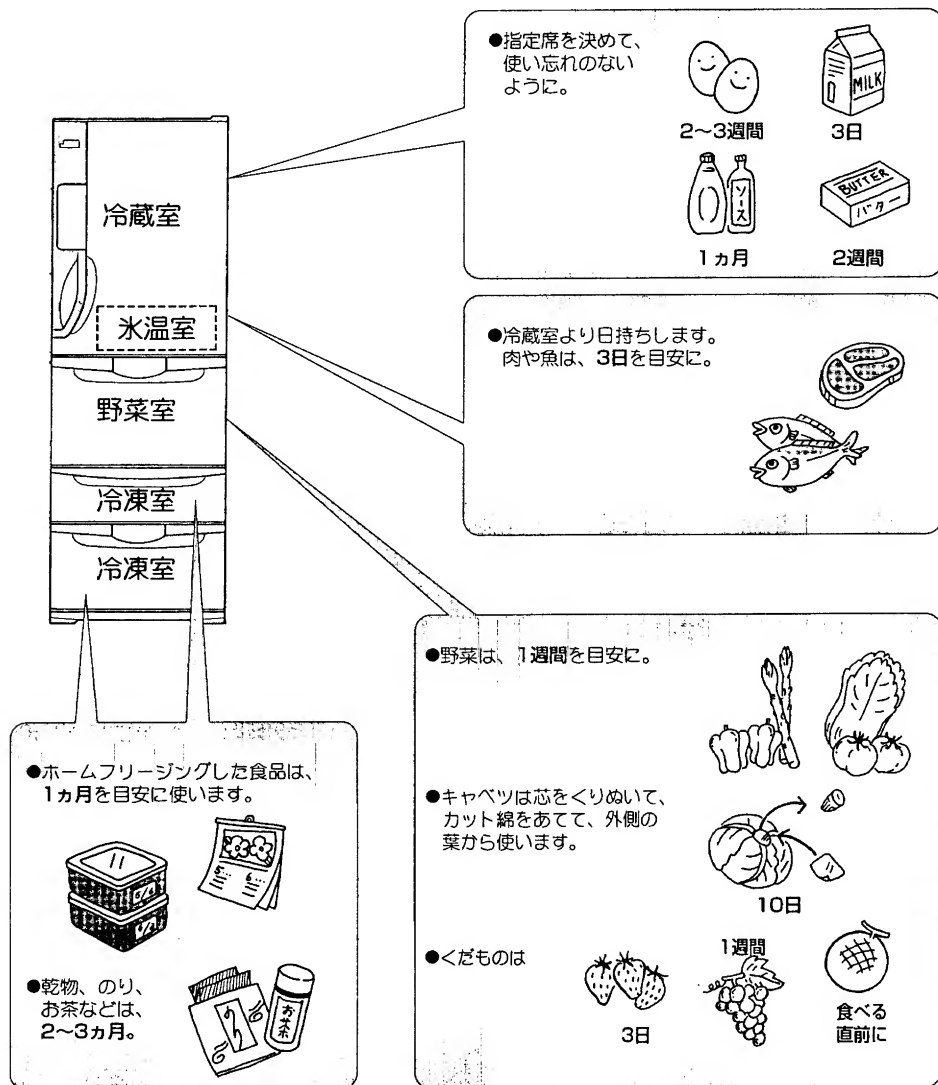 ●指定席を決めて、
使い忘れのない
ように。
MILK
2〜3週間
3日
ソース
BUTTER
バター
1ヵ月
2週間
冷蔵室
氷温室
野菜室
冷凍室
冷凍室
●冷蔵室より日持ちします。
肉や魚は、3日を目安に。
●野菜は、1週間を目安に。
●キャベツは芯をくりぬいて、
カット綿をあてて、外側の
葉から使います。
10日
●くだものは
3日
1週間
食べる
直前に
●ホームフリージングした食品は、
1ヵ月を目安に使います。
5…
6…
●乾物、のり、
お茶などは、
2〜3ヵ月。
のり
お茶